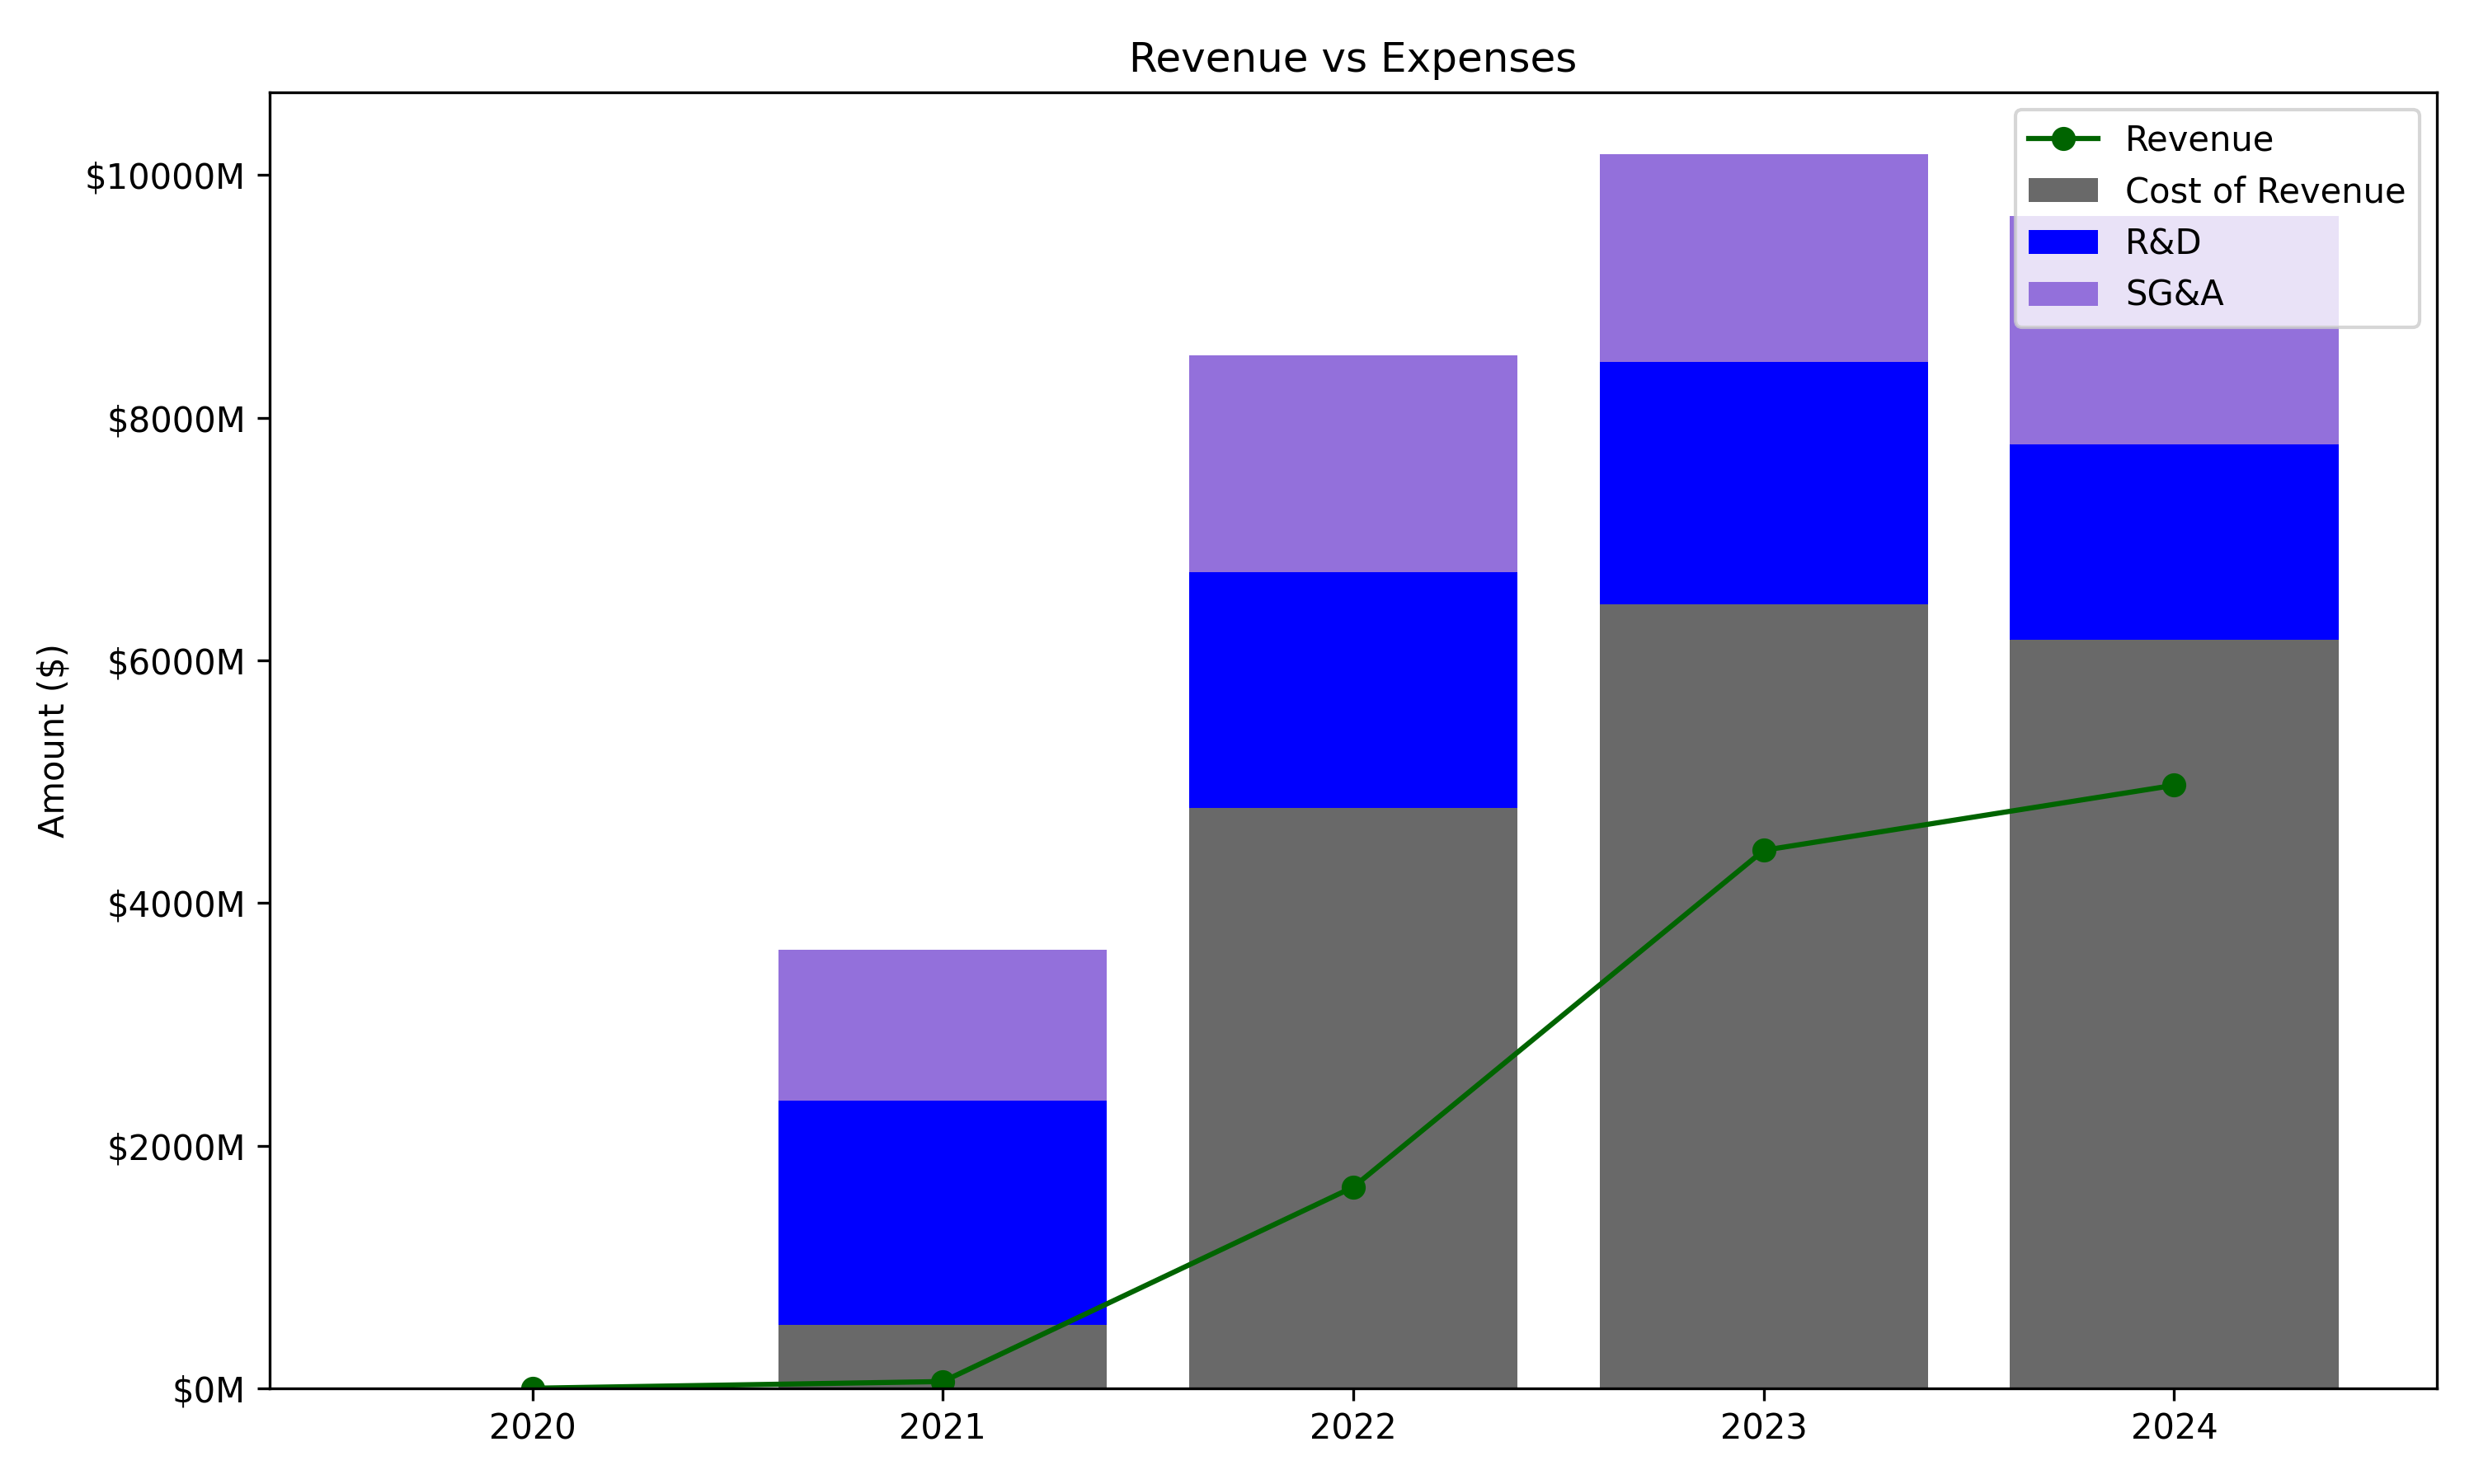 Revenue vs Expenses
Revenue
Cost of Revenue
R&D
SG&A
Amount ($)
$10000M
$8000M
$6000M
$4000M
$2000M
$0M
2020
2021
2022
2023
2024